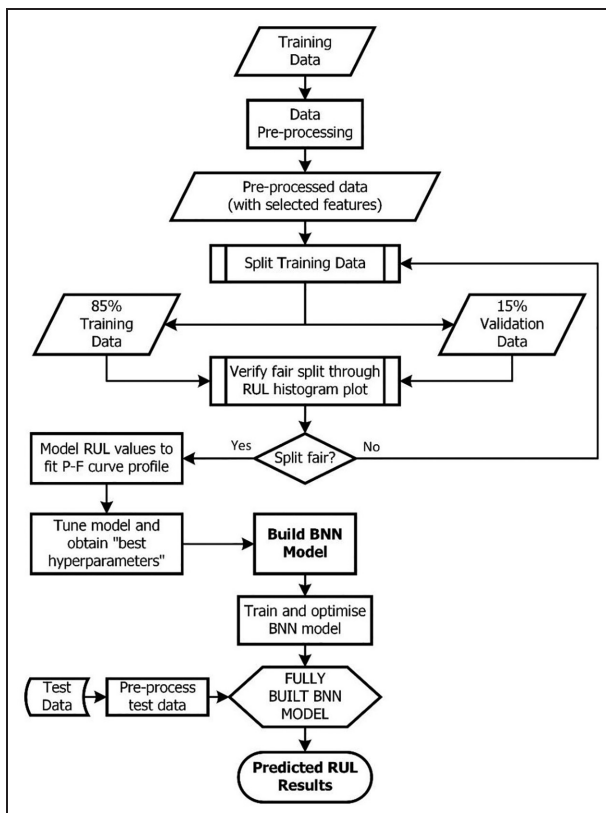 Training
Data
Data
Pre-processing
Pre-processed data
(with selected features)
Split Training Data
85%
Training
Data
15%
Validation
Data
Verify fair split through
RUL histogram plot
Yes
Split fair?
No
Model RUL values to
fit P-F curve profile
Tune model and
obtain "best
hyperparameters"
Build BNN
Model
Train and optimise
BNN model
Test
Data
Pre-process
test data
FULLY
BUILT BNN
MODEL
Predicted RUL
Results